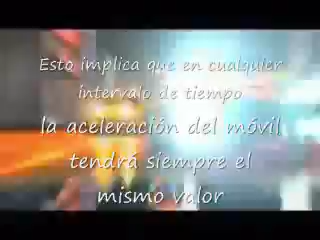 Esto implica que en cualquier
intervalo de tiempo
la aceleración del móvil
tendrá siempre el
mismo valor